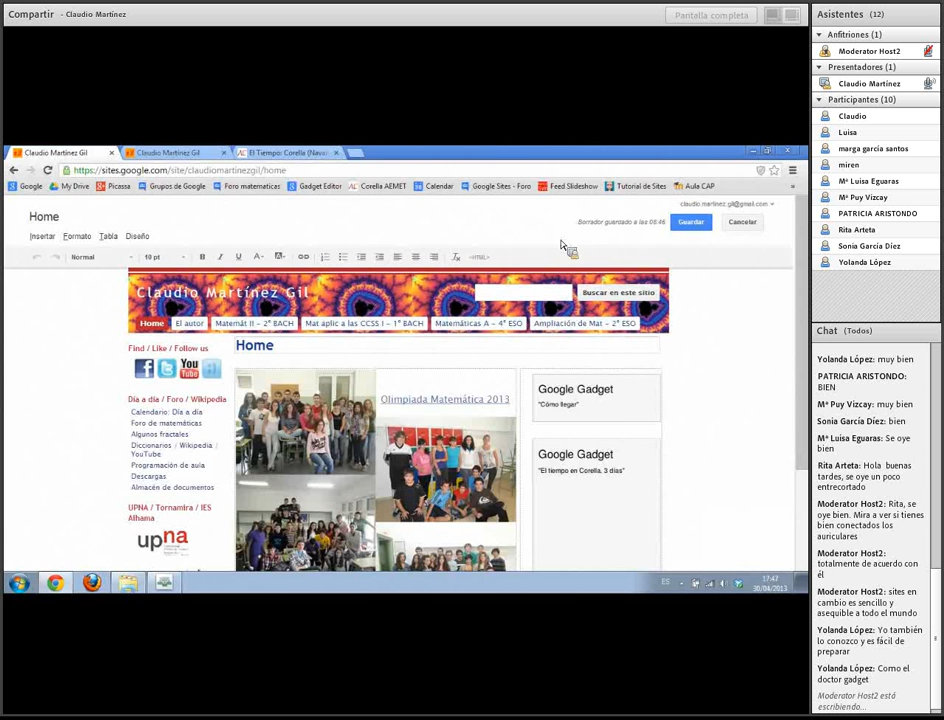 Compartir - Claudio Martínez
Pantalla completa
Claudio Martínez Gil
Claudio Martínez Gil
El Tiempo: Corella (Nava
https://sites.google.com/site/claudiomartinezgil/home
Google
My Drive
Picassa
Grupos de Google
Foro matematicas
Gadget Editor
Corella AEMET
Calendar
Google Sites - Foro
Feed Slideshow
Tutorial de Sites
Aula CAP
»
claudio.martinez.gil@gmail.com
Home
Borrador guardado a las 08:46
Guardar
Cancelar
Insertar Formato Tabla Diseño
Normal
10 pt
B I U A A
<HTML>
Claudio Martínez Gil
Buscar en este sitio
Home
El autor
Matemát II - 2º BACH
Mat aplic a las CCSS I - 1º BACH
Matemáticas A - 4º ESO
Ampliación de Mat - 2º ESO
Find / Like / Follow us
You Tube
Día a día / Foro / Wikipedia
Calendario: Día a día
Foro de matemáticas
Algunos fractales
Diccionarios / Wikipedia /
YouTube
Programación de aula
Descargas
Almacén de documentos
UPNA / Tornamira / IES
Alhama
upna
Home
Olimpiada Matemática 2013
Google Gadget
"Cómo llegar"
Google Gadget
"El tiempo en Corella. 3 días"
ES
17:47
30/04/2013
Asistentes (12)
Anfitriones (1)
Moderator Host2
Presentadores (1)
Claudio Martínez
Participantes (10)
Claudio
Luisa
marga garcía santos
miren
Mª Luisa Eguaras
Mª Puy Vizcay
PATRICIA ARISTONDO
Rita Arteta
Sonia García Díez
Yolanda López
Chat (Todos)
Yolanda López: muy bien
PATRICIA ARISTONDO:
BIEN
Mª Puy Vizcay: muy bien
Sonia García Díez: bien
Mª Luisa Eguaras: Se oye
bien
Rita Arteta: Hola buenas
tardes, se oye un poco
entrecortado
Moderator Host2: Rita, se
oye bien. Mira a ver si tienes
bien conectados los
auriculares
Moderator Host2:
totalmente de acuerdo con
él
Moderator Host2: sites en
cambio es sencillo y
asequible a todo el mundo
Yolanda López: Yo también
lo conozco y es fácil de
preparar
Yolanda López: Como el
doctor gadget
Moderator Host2 está
escribiendo...